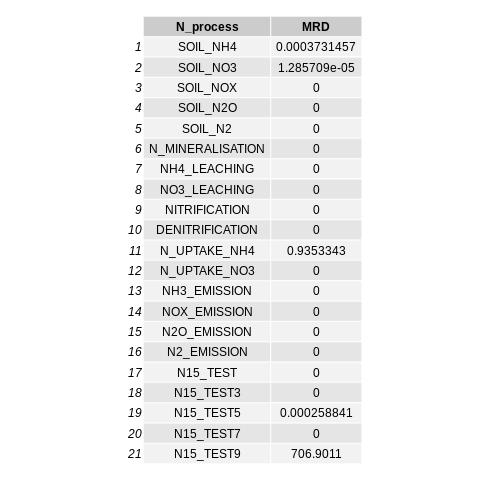 N_process MRD
1 SOIL_NH4 0.0003731457
2 SOIL_NO3 1.285709e-05
3 SOIL_NOX 0
4 SOIL_N2O 0
5 SOIL_N2 0
6 N_MINERALISATION 0
7 NH4_LEACHING 0
8 NO3_LEACHING 0
9 NITRIFICATION 0
10 DENITRIFICATION 0
11 N_UPTAKE_NH4 0.9353343
12 N_UPTAKE_NO3 0
13 NH3_EMISSION 0
14 NOX_EMISSION 0
15 N2O_EMISSION 0
16 N2_EMISSION 0
17 N15_TEST 0
18 N15_TEST3 0
19 N15_TEST5 0.000258841
20 N15_TEST7 0
21 N15_TEST9 706.9011